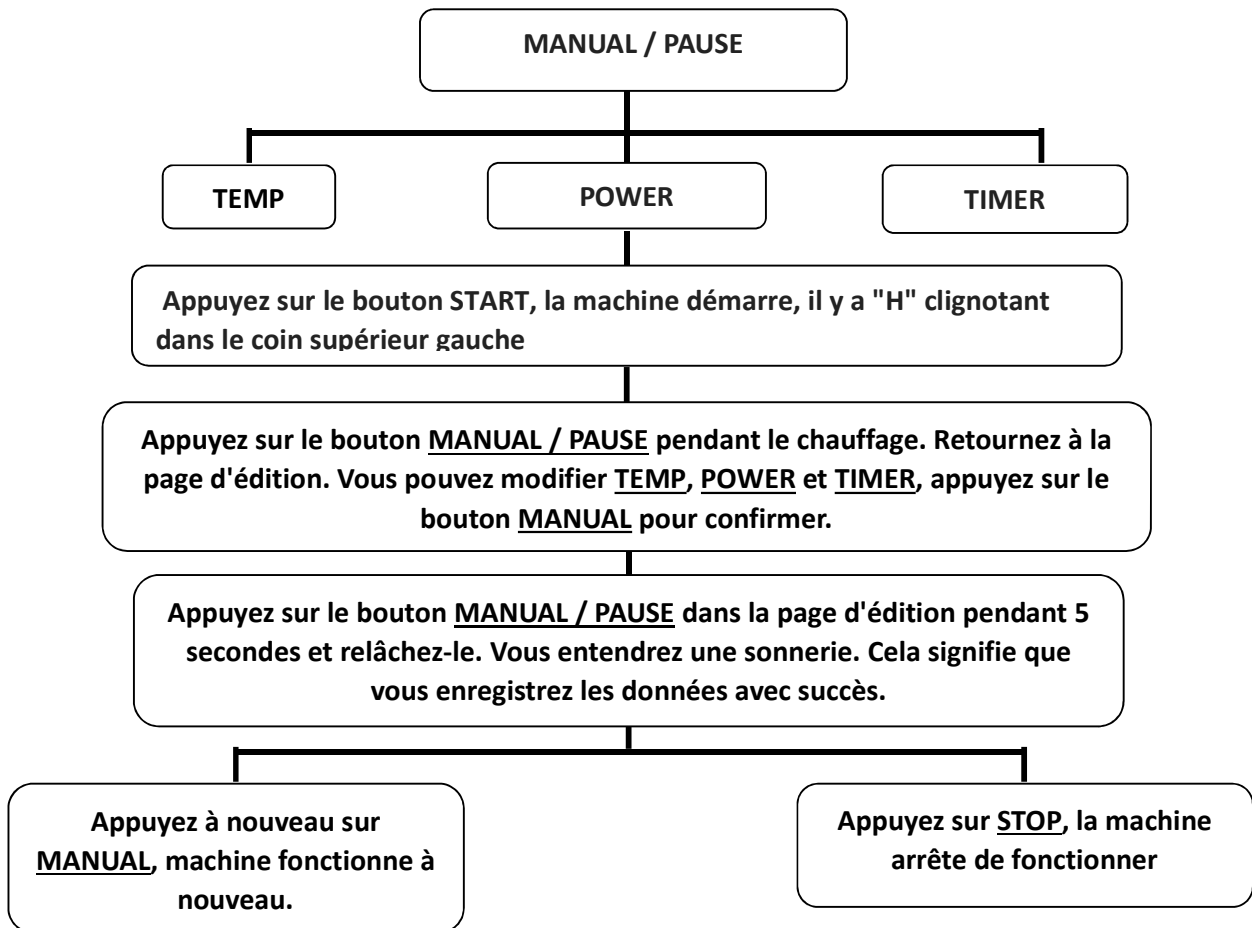 MANUAL / PAUSE
TEMP
POWER
TIMER
Appuyez sur le bouton START, la machine démarre, il y a "H" clignotant
dans le coin supérieur gauche
Appuyez sur le bouton MANUAL / PAUSE pendant le chauffage. Retournez à la
page d'édition. Vous pouvez modifier TEMP, POWER et TIMER, appuyez sur le
bouton MANUAL pour confirmer.
Appuyez sur le bouton MANUAL / PAUSE dans la page d'édition pendant 5
secondes et relâchez-le. Vous entendrez une sonnerie. Cela signifie que
vous enregistrez les données avec succès.
Appuyez à nouveau sur
MANUAL, machine fonctionne à
nouveau.
Appuyez sur STOP, la machine
arrête de fonctionner